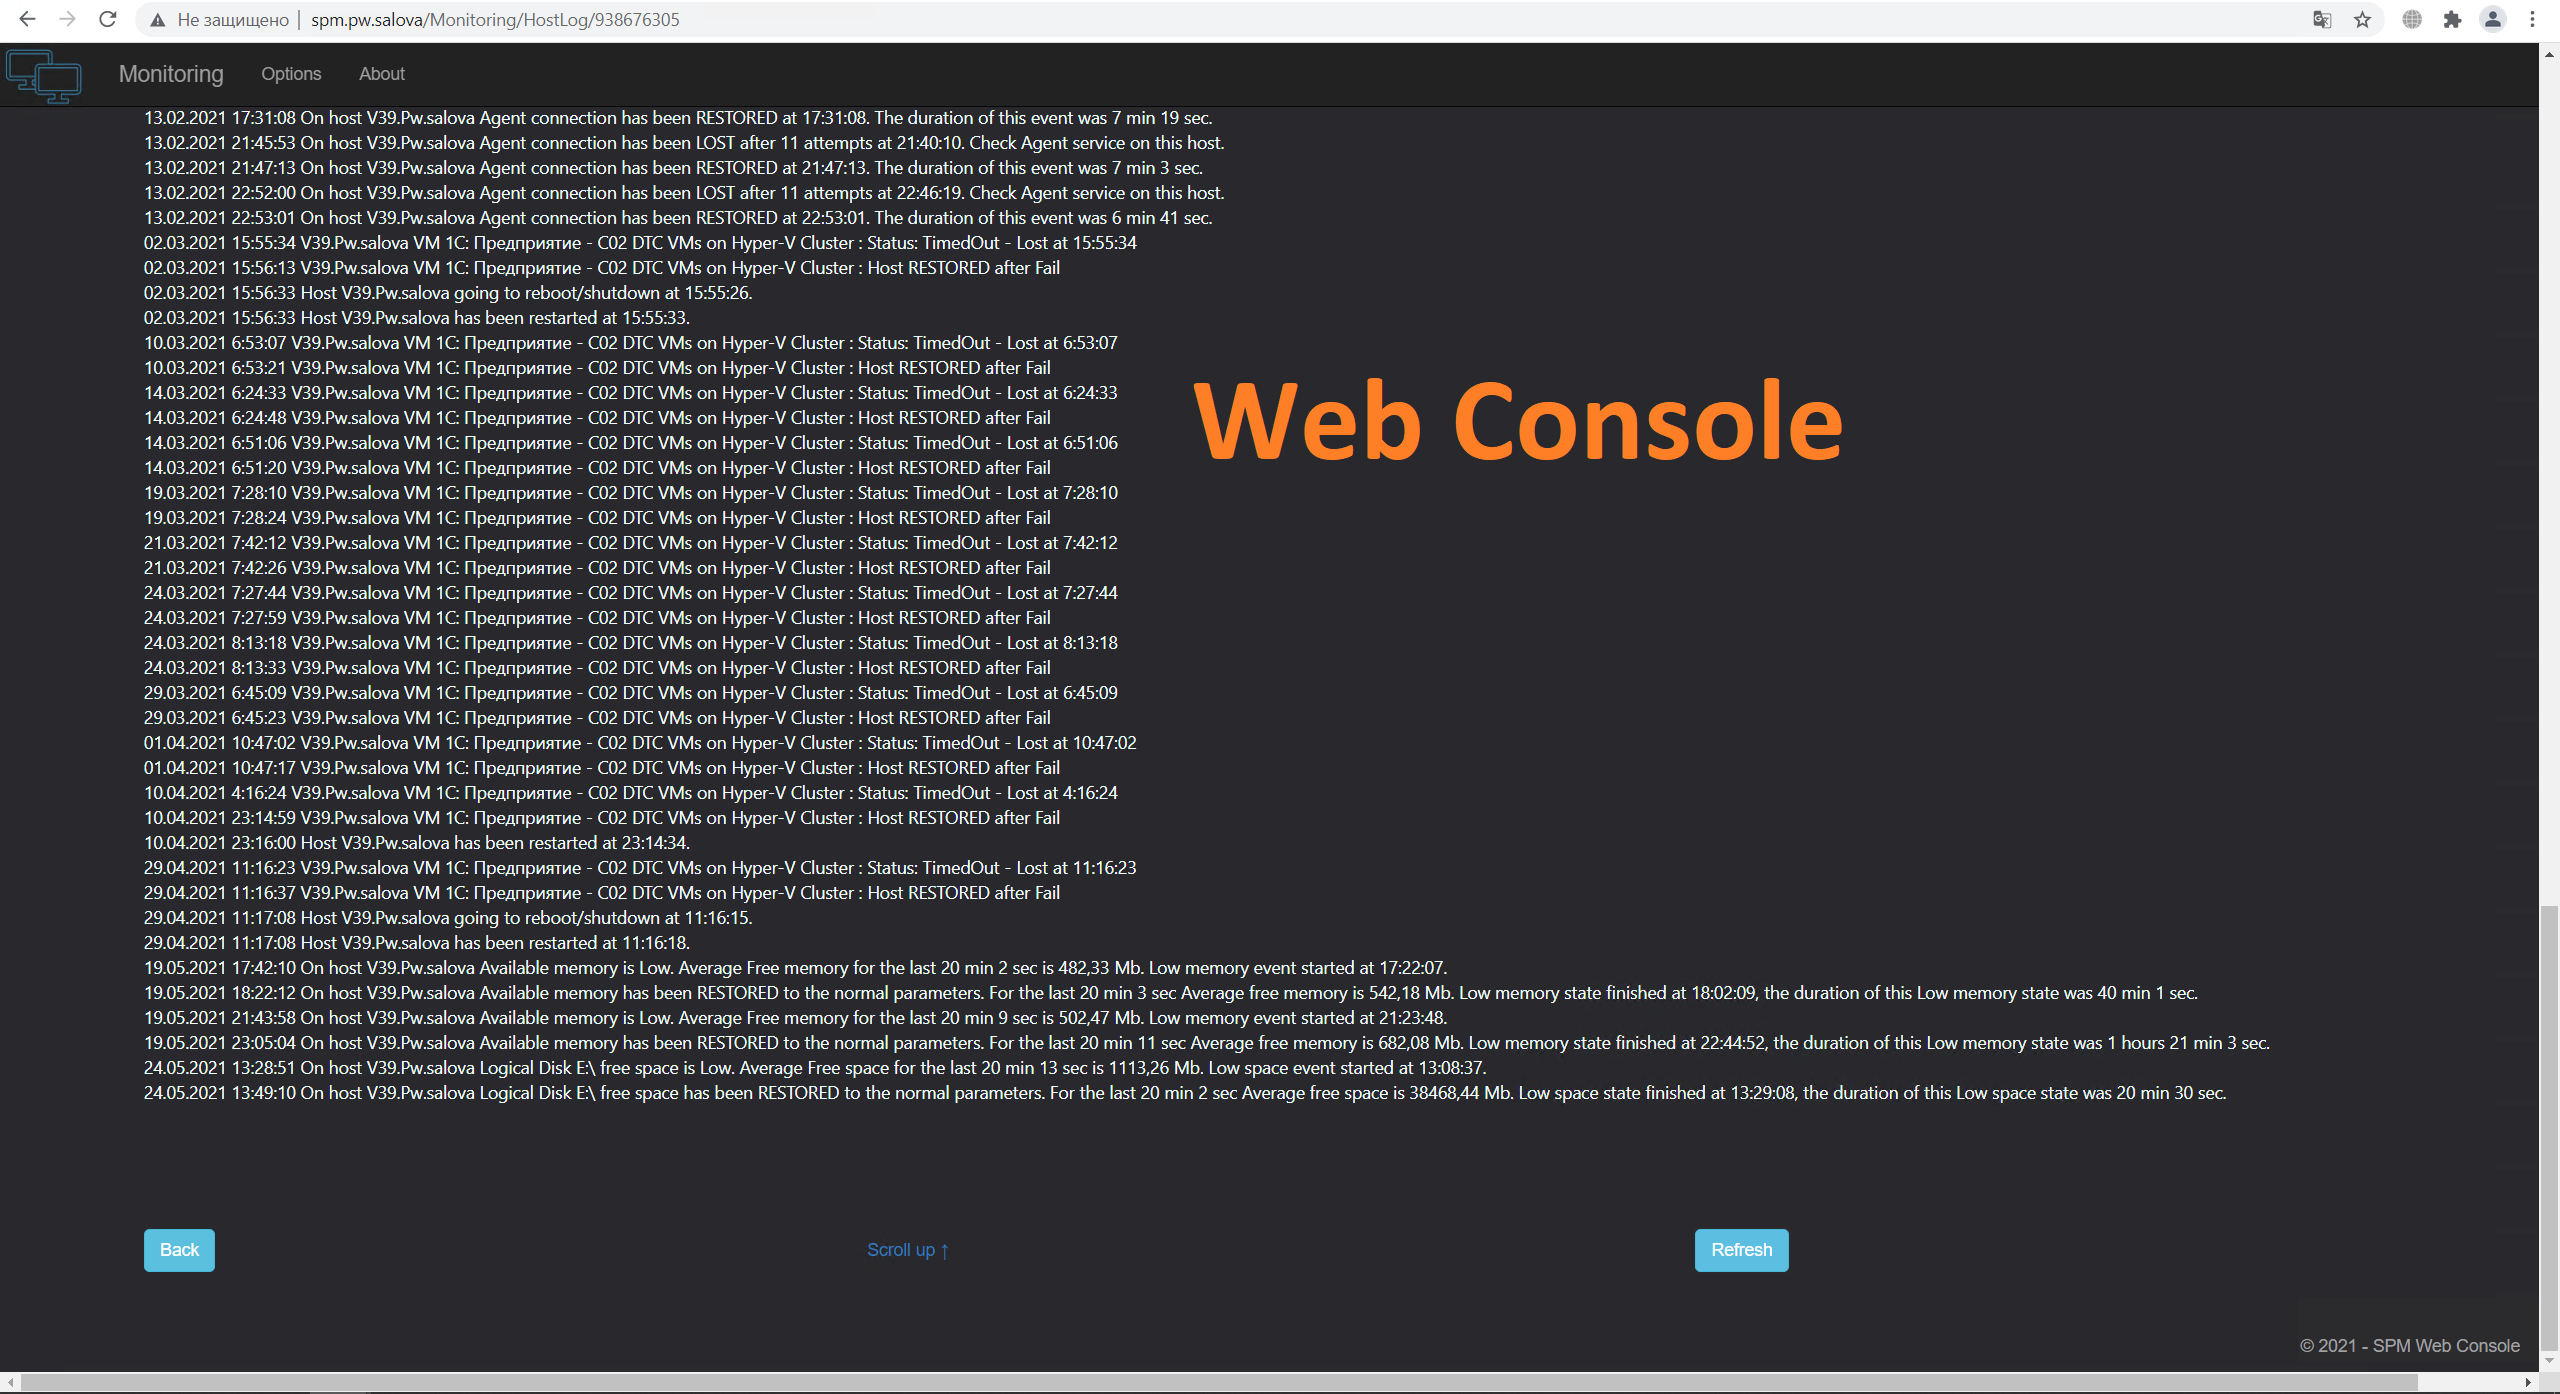 Не защищено | spm.pw.salova/Monitoring/HostLog/938676305
Monitoring Options About
13.02.2021 17:31:08 On host V39.Pw.salova Agent connection has been RESTORED at 17:31:08. The duration of this event was 7 min 19 sec.
13.02.2021 21:45:53 On host V39.Pw.salova Agent connection has been LOST after 11 attempts at 21:40:10. Check Agent service on this host.
13.02.2021 21:47:13 On host V39.Pw.salova Agent connection has been RESTORED at 21:47:13. The duration of this event was 7 min 3 sec.
13.02.2021 22:52:00 On host V39.Pw.salova Agent connection has been LOST after 11 attempts at 22:46:19. Check Agent service on this host.
13.02.2021 22:53:01 On host V39.Pw.salova Agent connection has been RESTORED at 22:53:01. The duration of this event was 6 min 41 sec.
02.03.2021 15:55:34 V39.Pw.salova VM 1C: Предприятие - C02 DTC VMs on Hyper-V Cluster : Status: TimedOut - Lost at 15:55:34
02.03.2021 15:56:13 V39.Pw.salova VM 1C: Предприятие - C02 DTC VMs on Hyper-V Cluster : Host RESTORED after Fail
02.03.2021 15:56:33 Host V39.Pw.salova going to reboot/shutdown at 15:55:26.
02.03.2021 15:56:33 Host V39.Pw.salova has been restarted at 15:55:33.
10.03.2021 6:53:07 V39.Pw.salova VM 1C: Предприятие - C02 DTC VMs on Hyper-V Cluster : Status: TimedOut - Lost at 6:53:07
10.03.2021 6:53:21 V39.Pw.salova VM 1C: Предприятие - C02 DTC VMs on Hyper-V Cluster : Host RESTORED after Fail
14.03.2021 6:24:33 V39.Pw.salova VM 1C: Предприятие - C02 DTC VMs on Hyper-V Cluster : Status: TimedOut - Lost at 6:24:33
14.03.2021 6:24:48 V39.Pw.salova VM 1C: Предприятие - C02 DTC VMs on Hyper-V Cluster : Host RESTORED after Fail
14.03.2021 6:51:06 V39.Pw.salova VM 1C: Предприятие - C02 DTC VMs on Hyper-V Cluster : Status: TimedOut - Lost at 6:51:06
14.03.2021 6:51:20 V39.Pw.salova VM 1C: Предприятие - C02 DTC VMs on Hyper-V Cluster : Host RESTORED after Fail
19.03.2021 7:28:10 V39.Pw.salova VM 1C: Предприятие - C02 DTC VMs on Hyper-V Cluster : Status: TimedOut - Lost at 7:28:10
19.03.2021 7:28:24 V39.Pw.salova VM 1C: Предприятие - C02 DTC VMs on Hyper-V Cluster : Host RESTORED after Fail
21.03.2021 7:42:12 V39.Pw.salova VM 1C: Предприятие - C02 DTC VMs on Hyper-V Cluster : Status: TimedOut - Lost at 7:42:12
21.03.2021 7:42:26 V39.Pw.salova VM 1C: Предприятие - C02 DTC VMs on Hyper-V Cluster : Host RESTORED after Fail
24.03.2021 7:27:44 V39.Pw.salova VM 1C: Предприятие - C02 DTC VMs on Hyper-V Cluster : Status: TimedOut - Lost at 7:27:44
24.03.2021 7:27:59 V39.Pw.salova VM 1C: Предприятие - C02 DTC VMs on Hyper-V Cluster : Host RESTORED after Fail
24.03.2021 8:13:18 V39.Pw.salova VM 1C: Предприятие - C02 DTC VMs on Hyper-V Cluster : Status: TimedOut - Lost at 8:13:18
24.03.2021 8:13:33 V39.Pw.salova VM 1C: Предприятие - C02 DTC VMs on Hyper-V Cluster : Host RESTORED after Fail
29.03.2021 6:45:09 V39.Pw.salova VM 1C: Предприятие - C02 DTC VMs on Hyper-V Cluster : Status: TimedOut - Lost at 6:45:09
29.03.2021 6:45:23 V39.Pw.salova VM 1C: Предприятие - C02 DTC VMs on Hyper-V Cluster : Host RESTORED after Fail
01.04.2021 10:47:02 V39.Pw.salova VM 1C: Предприятие - C02 DTC VMs on Hyper-V Cluster : Status: TimedOut - Lost at 10:47:02
01.04.2021 10:47:17 V39.Pw.salova VM 1C: Предприятие - C02 DTC VMs on Hyper-V Cluster : Host RESTORED after Fail
10.04.2021 4:16:24 V39.Pw.salova VM 1C: Предприятие - C02 DTC VMs on Hyper-V Cluster : Status: TimedOut - Lost at 4:16:24
10.04.2021 23:14:59 V39.Pw.salova VM 1C: Предприятие - C02 DTC VMs on Hyper-V Cluster : Host RESTORED after Fail
10.04.2021 23:16:00 Host V39.Pw.salova has been restarted at 23:14:34.
29.04.2021 11:16:23 V39.Pw.salova VM 1C: Предприятие - C02 DTC VMs on Hyper-V Cluster : Status: TimedOut - Lost at 11:16:23
29.04.2021 11:16:37 V39.Pw.salova VM 1C: Предприятие - C02 DTC VMs on Hyper-V Cluster : Host RESTORED after Fail
29.04.2021 11:17:08 Host V39.Pw.salova going to reboot/shutdown at 11:16:15.
29.04.2021 11:17:08 Host V39.Pw.salova has been restarted at 11:16:18.
19.05.2021 17:42:10 On host V39.Pw.salova Available memory is Low. Average Free memory for the last 20 min 2 sec is 482,33 Mb. Low memory event started at 17:22:07.
19.05.2021 18:22:12 On host V39.Pw.salova Available memory has been RESTORED to the normal parameters. For the last 20 min 3 sec Average free memory is 542,18 Mb. Low memory state finished at 18:02:09, the duration of this Low memory state was 40 min 1 sec.
19.05.2021 21:43:58 On host V39.Pw.salova Available memory is Low. Average Free memory for the last 20 min 9 sec is 502,47 Mb. Low memory event started at 21:23:48.
19.05.2021 23:05:04 On host V39.Pw.salova Available memory has been RESTORED to the normal parameters. For the last 20 min 11 sec Average free memory is 682,08 Mb. Low memory state finished at 22:44:52, the duration of this Low memory state was 1 hours 21 min 3 sec.
24.05.2021 13:28:51 On host V39.Pw.salova Logical Disk E:\ free space is Low. Average Free space for the last 20 min 13 sec is 1113,26 Mb. Low space event started at 13:08:37.
24.05.2021 13:49:10 On host V39.Pw.salova Logical Disk E:\ free space has been RESTORED to the normal parameters. For the last 20 min 2 sec Average free space is 38468,44 Mb. Low space state finished at 13:29:08, the duration of this Low space state was 20 min 30 sec.
Web Console
Back Scroll up ↑ Refresh
© 2021 - SPM Web Console